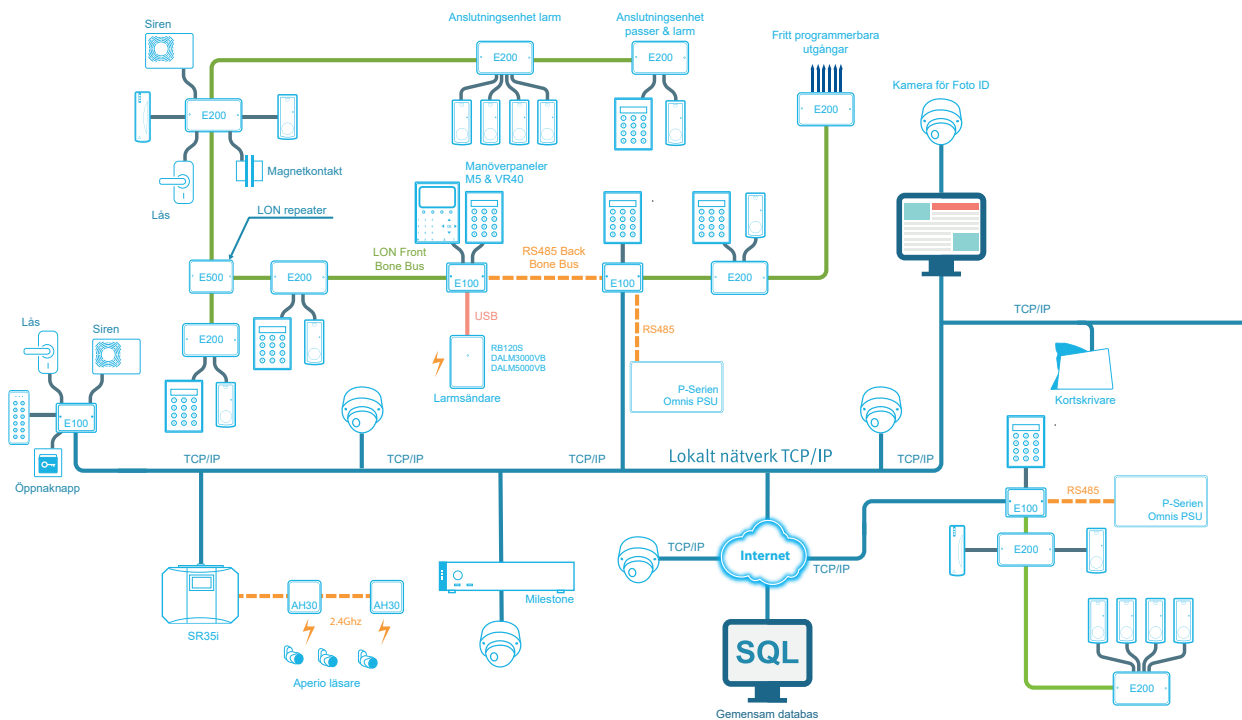 Siren
Anslutningsenhet larm
Anslutningsenhet
passer & larm
Fritt programmerbara
utgångar
Kamera för Foto ID
E200
E200
E200
E200
Magnetkontakt
Lås
LON repeater
Manöverpaneler
M5 & VR40
LON Front
Bone Bus
RS485 Back
Bone Bus
E500
E200
E100
E100
E200
TCP/IP
USB
RS485
Lås
Siren
E200
RB120S
DALM3000VB
DALM5000VB
Larmsändare
P-Serien
Omnis PSU
Kortskrivare
E100
Öppnaknapp
TCP/IP
TCP/IP
TCP/IP
Lokalt nätverk TCP/IP
TCP/IP
E100
RS485
P-Serien
Omnis PSU
TCP/IP
Internet
TCP/IP
E200
SR35i
AH30
2.4Ghz
AH30
Aperio läsare
Milestone
SQL
Gemensam databas
E200